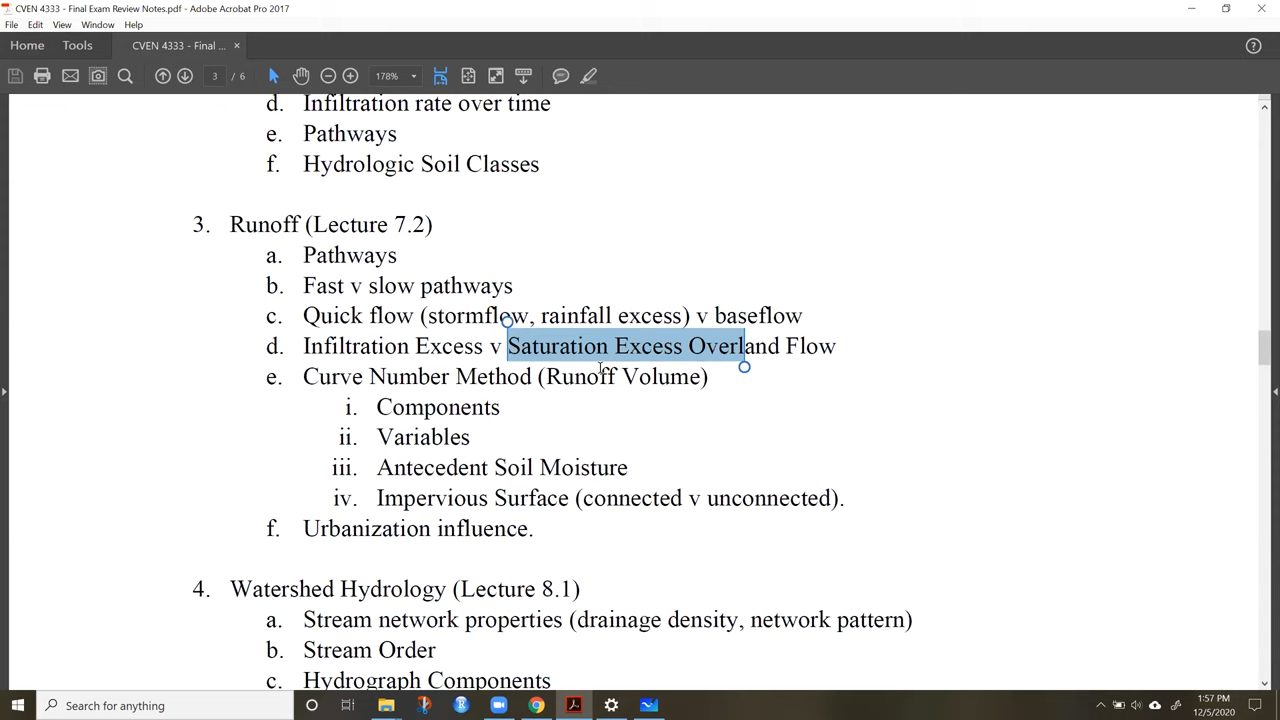 CVEN 4333 - Final Exam Review Notes.pdf - Adobe Acrobat Pro 2017
File Edit View Window Help
Home Tools CVEN 4333 - Final ... ×
3 / 6 178%
d. Infiltration rate over time
e. Pathways
f. Hydrologic Soil Classes
3. Runoff (Lecture 7.2)
a. Pathways
b. Fast v slow pathways
c. Quick flow (stormflow, rainfall excess) v baseflow
d. Infiltration Excess v Saturation Excess Overland Flow
e. Curve Number Method (Runoff Volume)
i. Components
ii. Variables
iii. Antecedent Soil Moisture
iv. Impervious Surface (connected v unconnected).
f. Urbanization influence.
4. Watershed Hydrology (Lecture 8.1)
a. Stream network properties (drainage density, network pattern)
b. Stream Order
c. Hydrograph Components
Search for anything
1:57 PM
12/5/2020